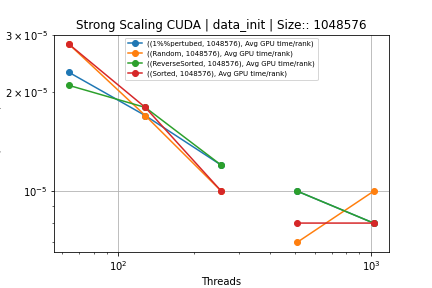 Strong Scaling CUDA | data_init | Size:: 1048576
3 × 10⁻⁵
2 × 10⁻⁵
10⁻⁵
((1%%pertubed, 1048576), Avg GPU time/rank)
((Random, 1048576), Avg GPU time/rank)
((ReverseSorted, 1048576), Avg GPU time/rank)
((Sorted, 1048576), Avg GPU time/rank)
10² 10³
Threads